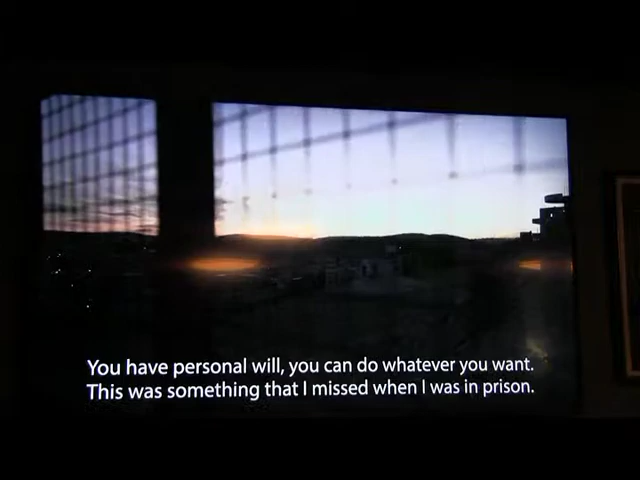 You have personal will, you can do whatever you want.
This was something that I missed when I was in prison.